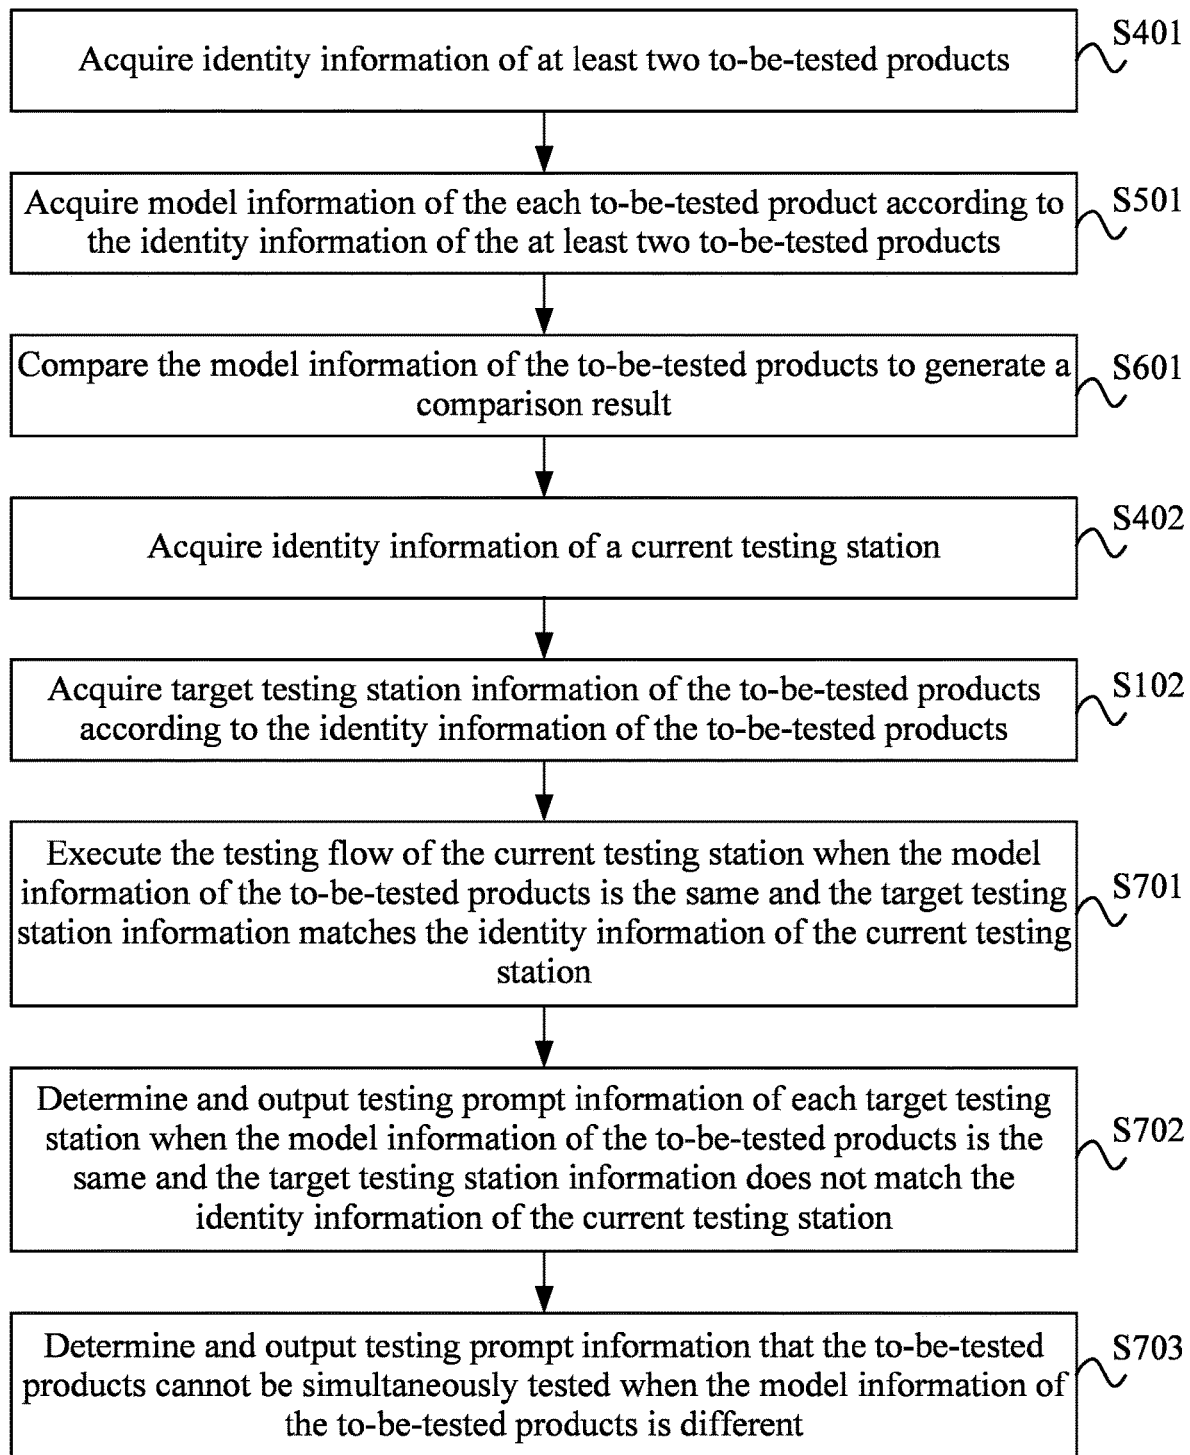 Acquire identity information of at least two to-be-tested products
S401
Acquire model information of the each to-be-tested product according to
the identity information of the at least two to-be-tested products
S501
Compare the model information of the to-be-tested products to generate a
comparison result
S601
Acquire identity information of a current testing station
S402
Acquire target testing station information of the to-be-tested products
according to the identity information of the to-be-tested products
S102
Execute the testing flow of the current testing station when the model
information of the to-be-tested products is the same and the target testing
station information matches the identity information of the current testing
station
S701
Determine and output testing prompt information of each target testing
station when the model information of the to-be-tested products is the
same and the target testing station information does not match the
identity information of the current testing station
S702
Determine and output testing prompt information that the to-be-tested
products cannot be simultaneously tested when the model information of
the to-be-tested products is different
S703